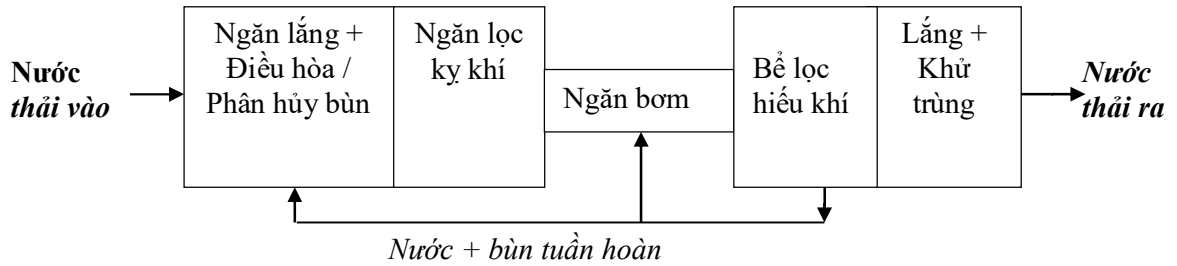 Nước
thải vào
Ngăn lắng +
Điều hòa /
Phân hủy bùn
Ngăn lọc
kỵ khí
Ngăn bơm
Bể lọc
hiếu khí
Lắng +
Khử
trùng
Nước
thải ra
Nước + bùn tuần hoàn